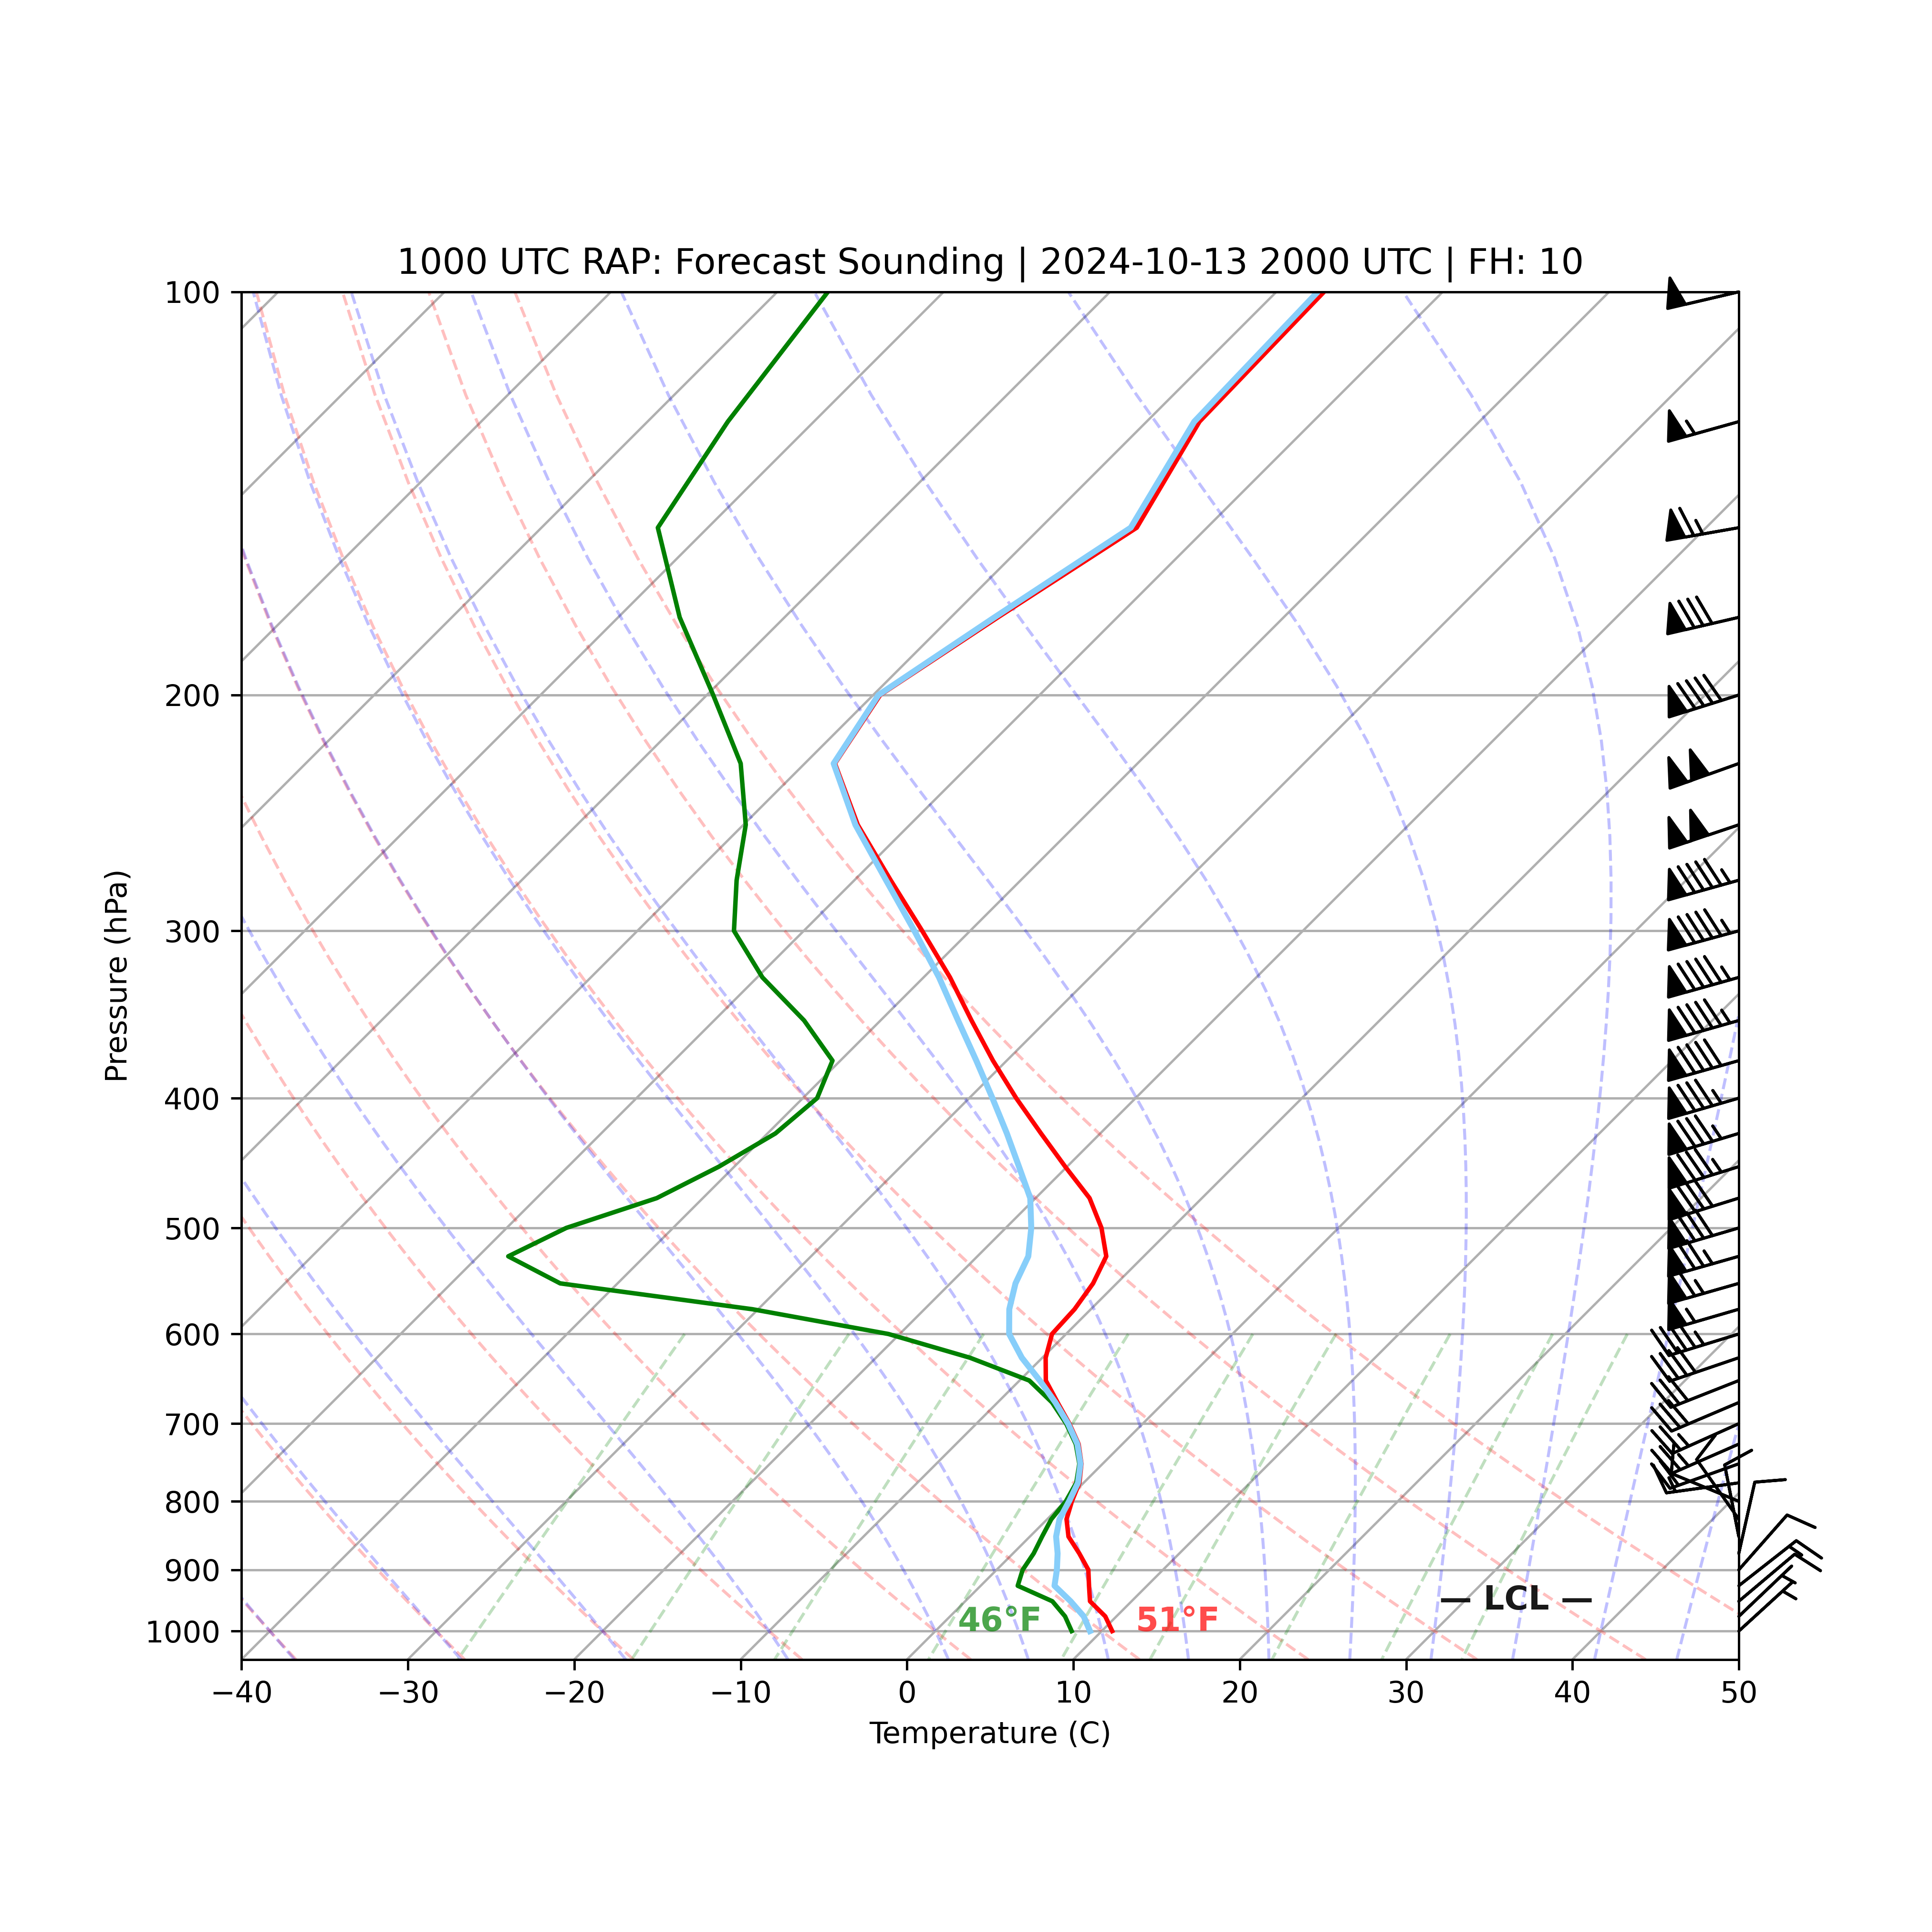 1000 UTC RAP: Forecast Sounding | 2024-10-13 2000 UTC | FH: 10
100
200
300
400
500
600
700
800
900
1000
Pressure (hPa)
— LCL —
46°F
51°F
−40 −30 −20 −10 0 10 20 30 40 50
Temperature (C)